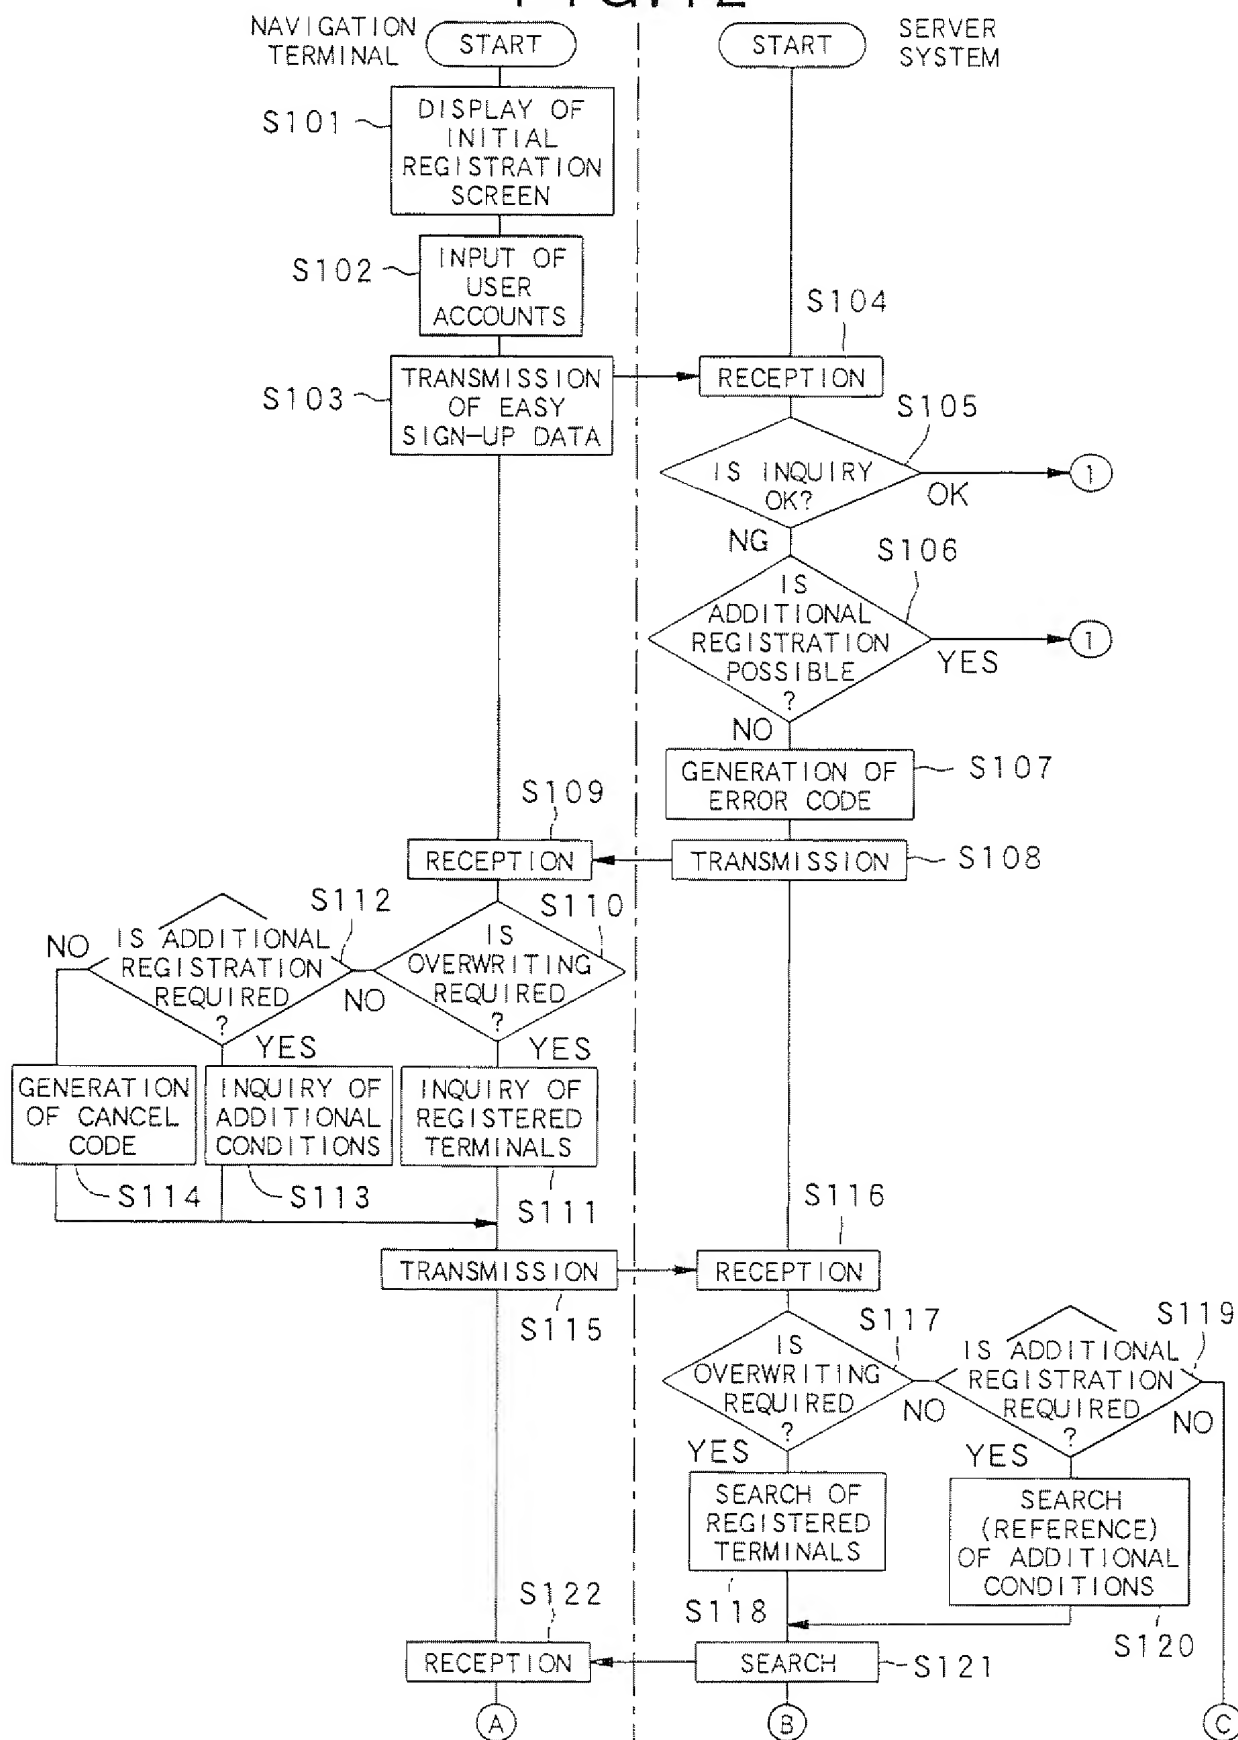 FIG.12
NAVIGATION
TERMINAL
START
START
SERVER
SYSTEM
S101
DISPLAY OF
INITIAL
REGISTRATION
SCREEN
S102
INPUT OF
USER
ACCOUNTS
S104
S103
TRANSMISSION
OF EASY
SIGN-UP DATA
RECEPTION
S105
IS INQUIRY
OK?
OK
1
NG
S106
IS
ADDITIONAL
REGISTRATION
POSSIBLE
?
YES
1
NO
GENERATION OF
ERROR CODE
S107
S109
RECEPTION
TRANSMISSION
S108
S112
S110
NO
IS ADDITIONAL
REGISTRATION
REQUIRED
?
NO
IS
OVERWRITING
REQUIRED
?
YES
YES
GENERATION
OF CANCEL
CODE
INQUIRY OF
ADDITIONAL
CONDITIONS
INQUIRY OF
REGISTERED
TERMINALS
S114
S113
S111
S116
TRANSMISSION
RECEPTION
S115
S117
S119
IS
OVERWRITING
REQUIRED
?
NO
IS ADDITIONAL
REGISTRATION
REQUIRED
?
NO
YES
YES
SEARCH OF
REGISTERED
TERMINALS
SEARCH
(REFERENCE)
OF ADDITIONAL
CONDITIONS
S122
S118
S120
RECEPTION
SEARCH
S121
A
B
C